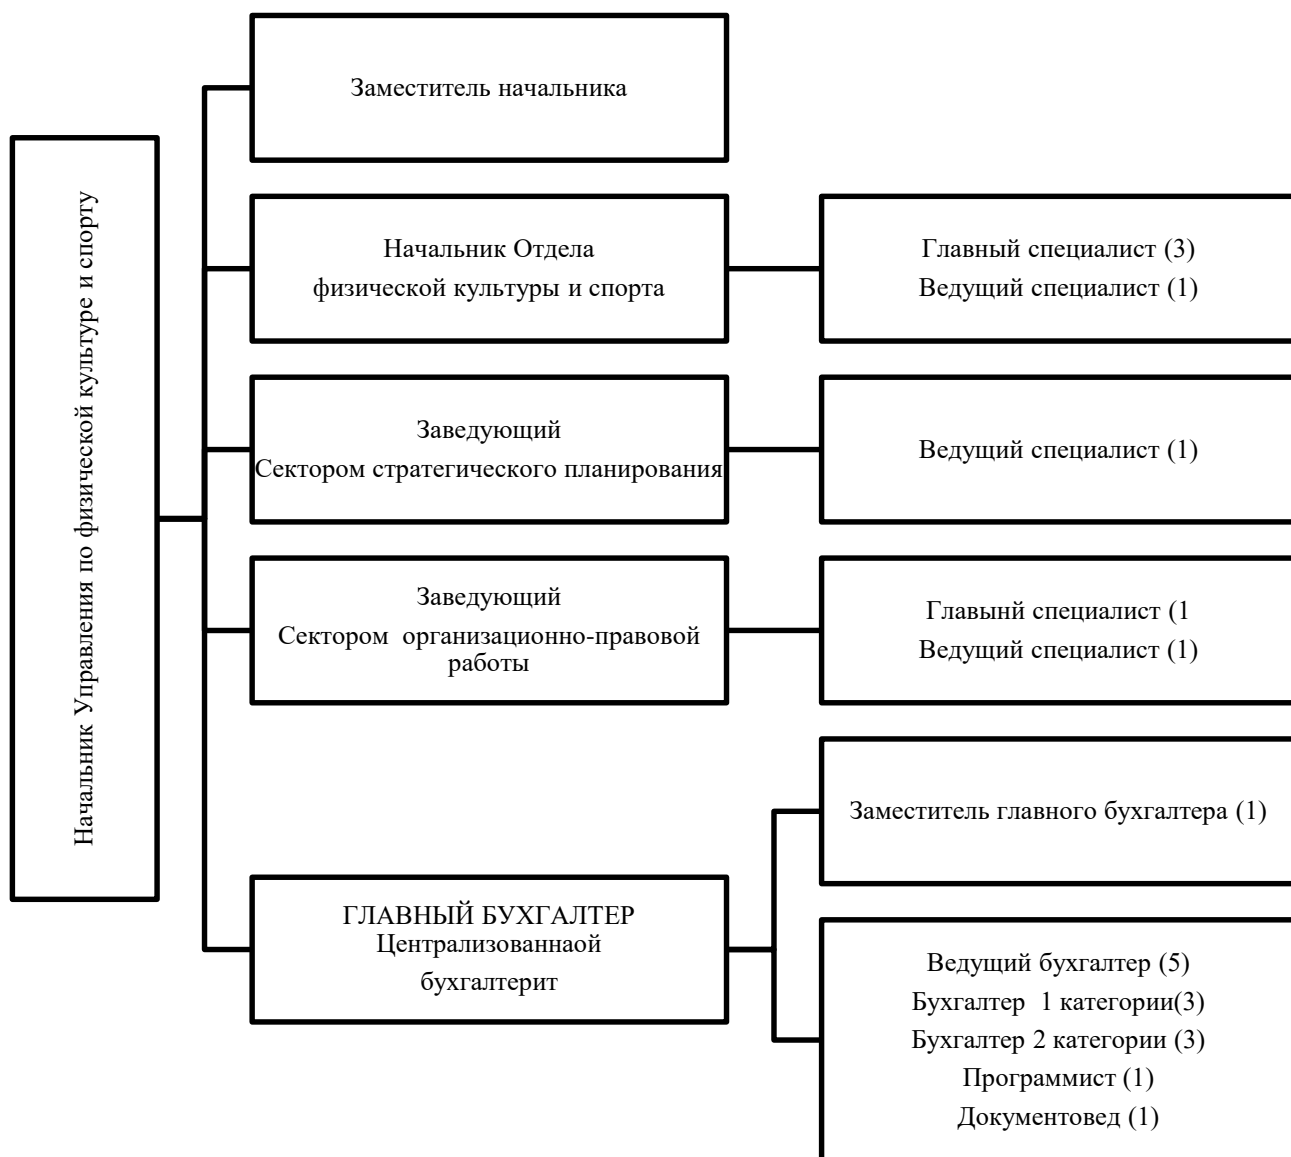 Начальник Управления по физической культуре и спорту
Заместитель начальника
Начальник Отдела
физической культуры и спорта
Главный специалист (3)
Ведущий специалист (1)
Заведующий
Сектором стратегического планирования
Ведущий специалист (1)
Заведующий
Сектором  организационно-правовой
работы
Главынй специалист (1
Ведущий специалист (1)
ГЛАВНЫЙ БУХГАЛТЕР
Централизованнаой
бухгалтерит
Заместитель главного бухгалтера (1)
Ведущий бухгалтер (5)
Бухгалтер  1 категории(3)
Бухгалтер 2 категории (3)
Программист (1)
Документовед (1)